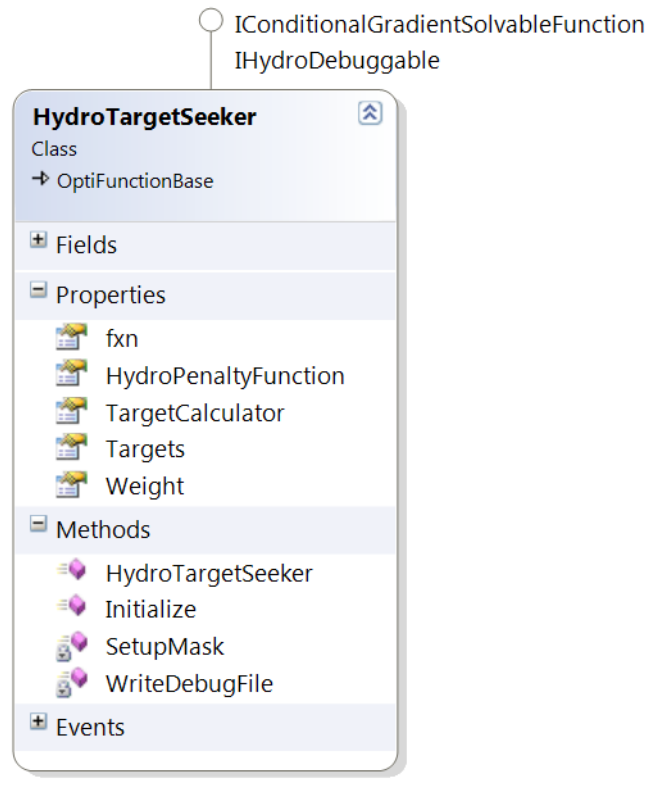 IConditionalGradientSolvableFunction
IHydroDebuggable
HydroTargetSeeker
Class
OptiFunctionBase
Fields
Properties
fxn
HydroPenaltyFunction
TargetCalculator
Targets
Weight
Methods
HydroTargetSeeker
Initialize
SetupMask
WriteDebugFile
Events